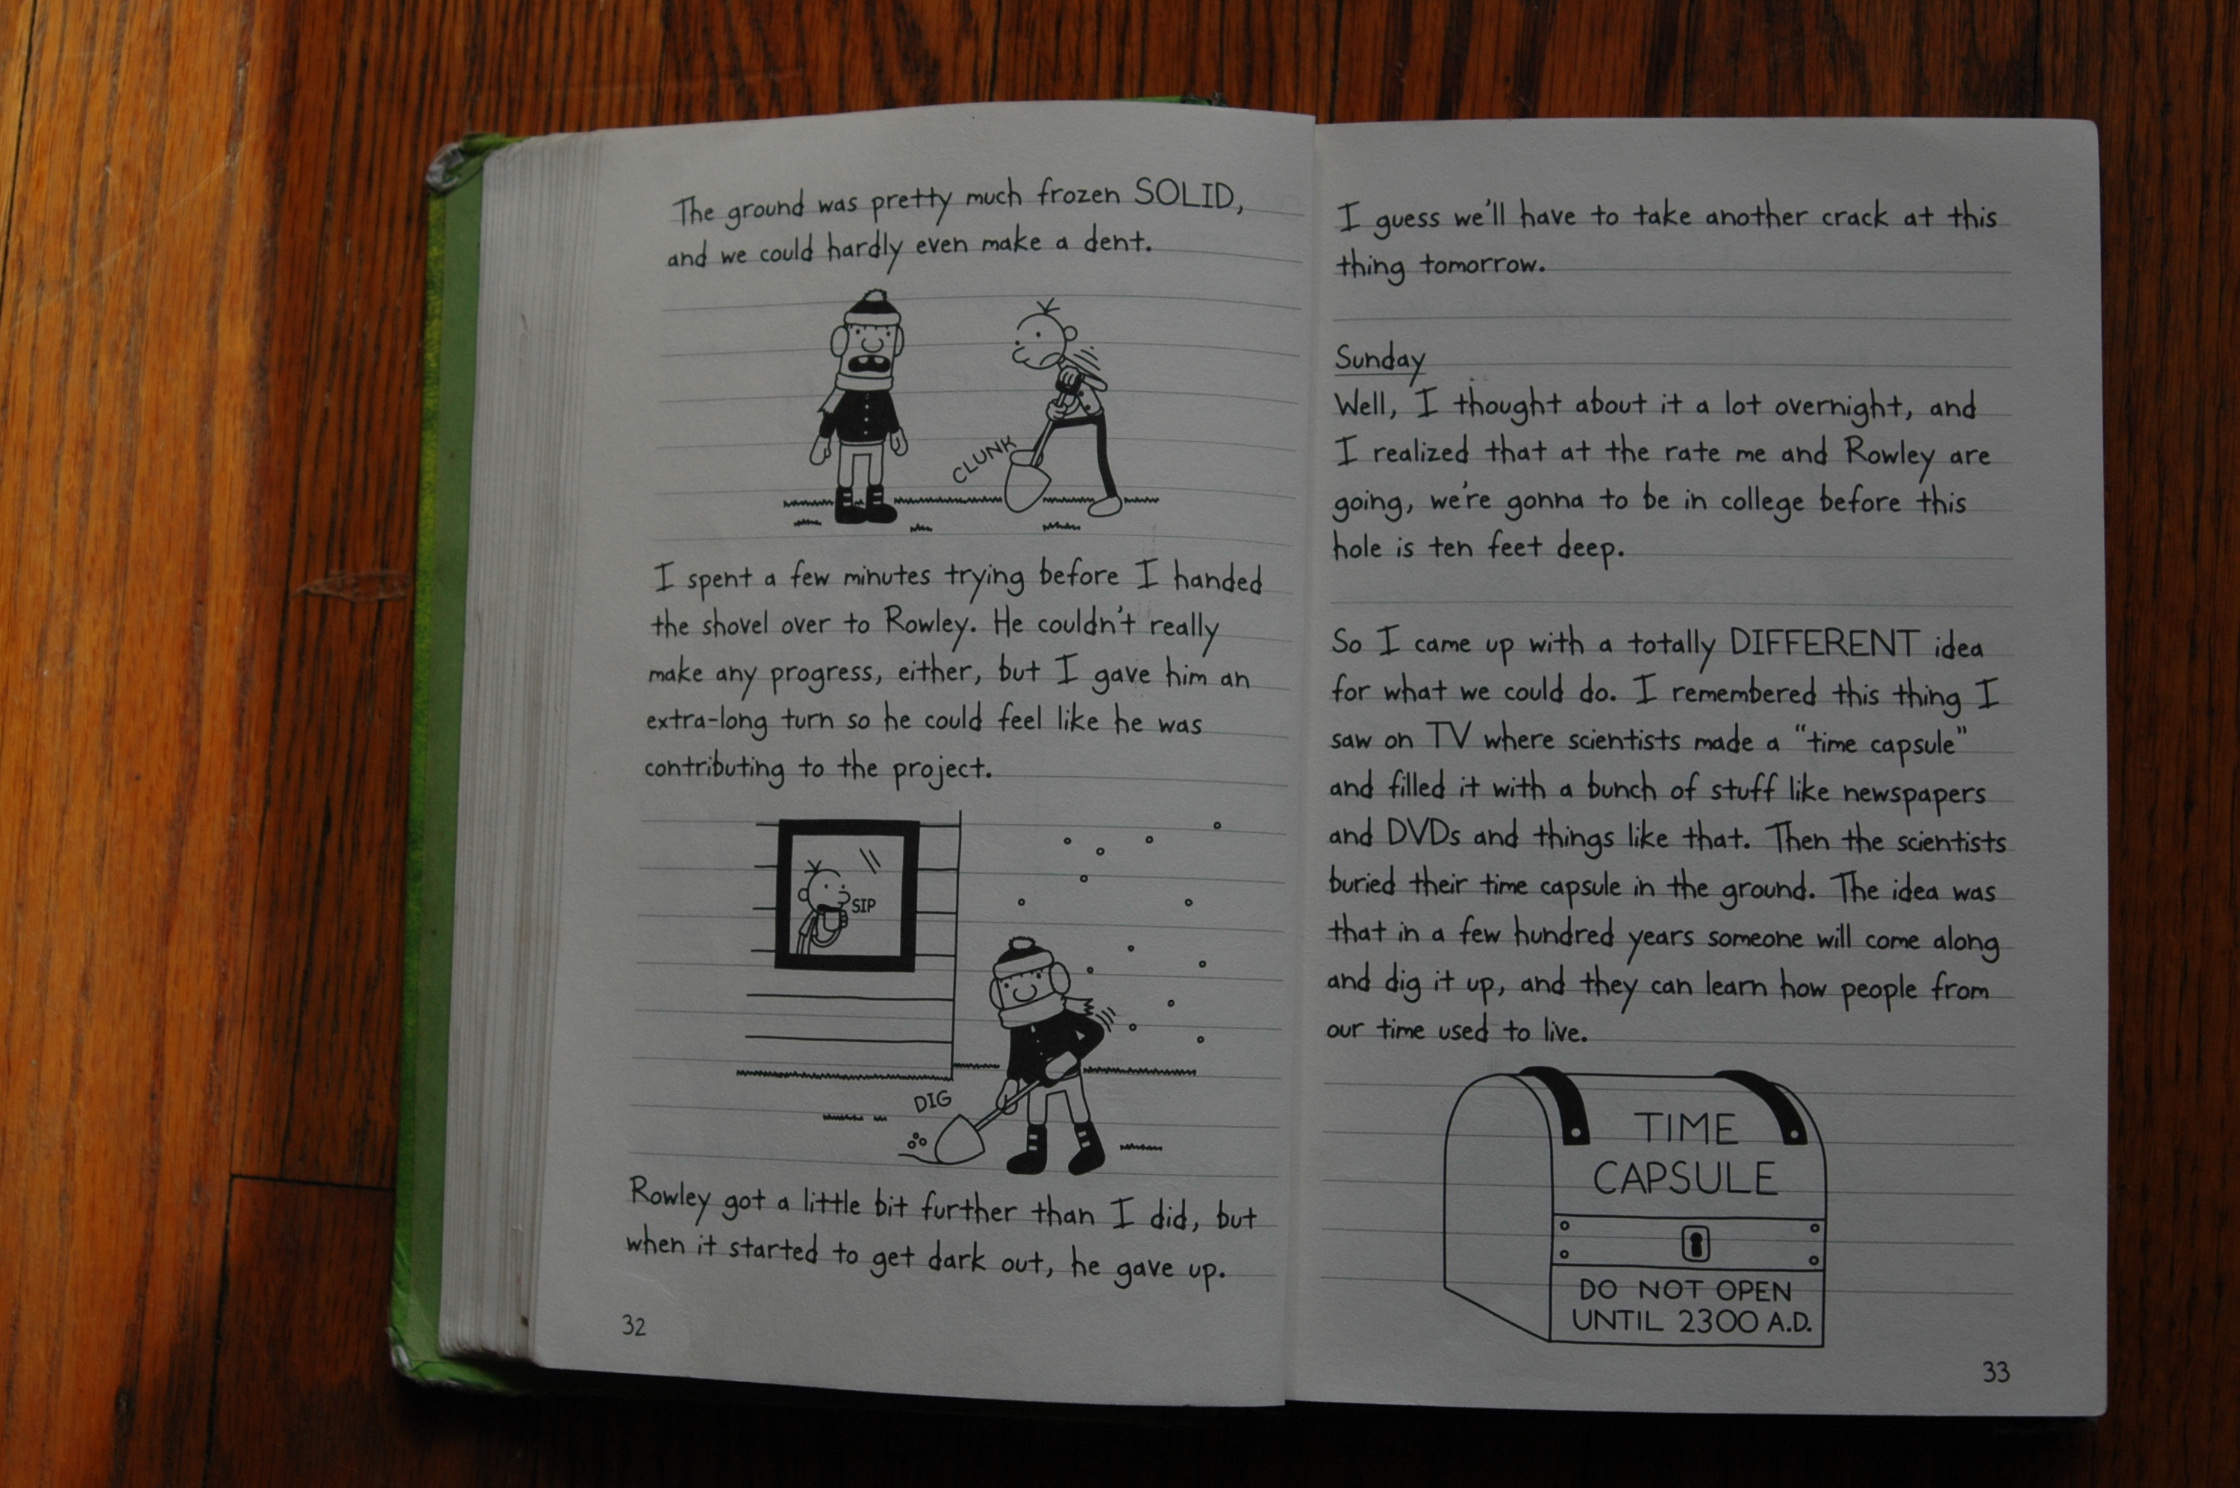 The ground was pretty much frozen SOLID,
and we could hardly even make a dent.
CLUNK
I spent a few minutes trying before I handed
the shovel over to Rowley. He couldn't really
make any progress, either, but I gave him an
extra-long turn so he could feel like he was
contributing to the project.
SIP
DIG
Rowley got a little bit further than I did, but
when it started to get dark out, he gave up.
32
I guess we'll have to take another crack at this
thing tomorrow.
Sunday
Well, I thought about it a lot overnight, and
I realized that at the rate me and Rowley are
going, we're gonna to be in college before this
hole is ten feet deep.
So I came up with a totally DIFFERENT idea
for what we could do. I remembered this thing I
saw on TV where scientists made a "time capsule"
and filled it with a bunch of stuff like newspapers
and DVDs and things like that. Then the scientists
buried their time capsule in the ground. The idea was
that in a few hundred years someone will come along
and dig it up, and they can learn how people from
our time used to live.
TIME
CAPSULE
DO NOT OPEN
UNTIL 2300 A.D.
33